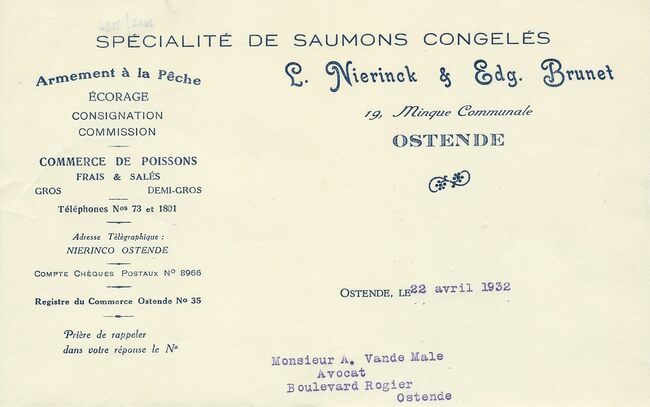 SPÉCIALITÉ DE SAUMONS CONGELÉS
Armement à la Pêche
ÉCORAGE
CONSIGNATION
COMMISSION
COMMERCE DE POISSONS
FRAIS & SALÉS
GROS DEMI-GROS
Téléphones Nos 73 et 1801
Adresse Télégraphique :
NIERINCO OSTENDE
COMPTE CHÈQUES POSTAUX No 8966
Registre du Commerce Ostende No 35
Prière de rappeler
dans votre réponse le No
L. Nierinck & Edg. Brunet
19, Minque Communale
OSTENDE
OSTENDE, LE 22 avril 1932
Monsieur A. Vande Male
Avocat
Boulevard Rogier
Ostende